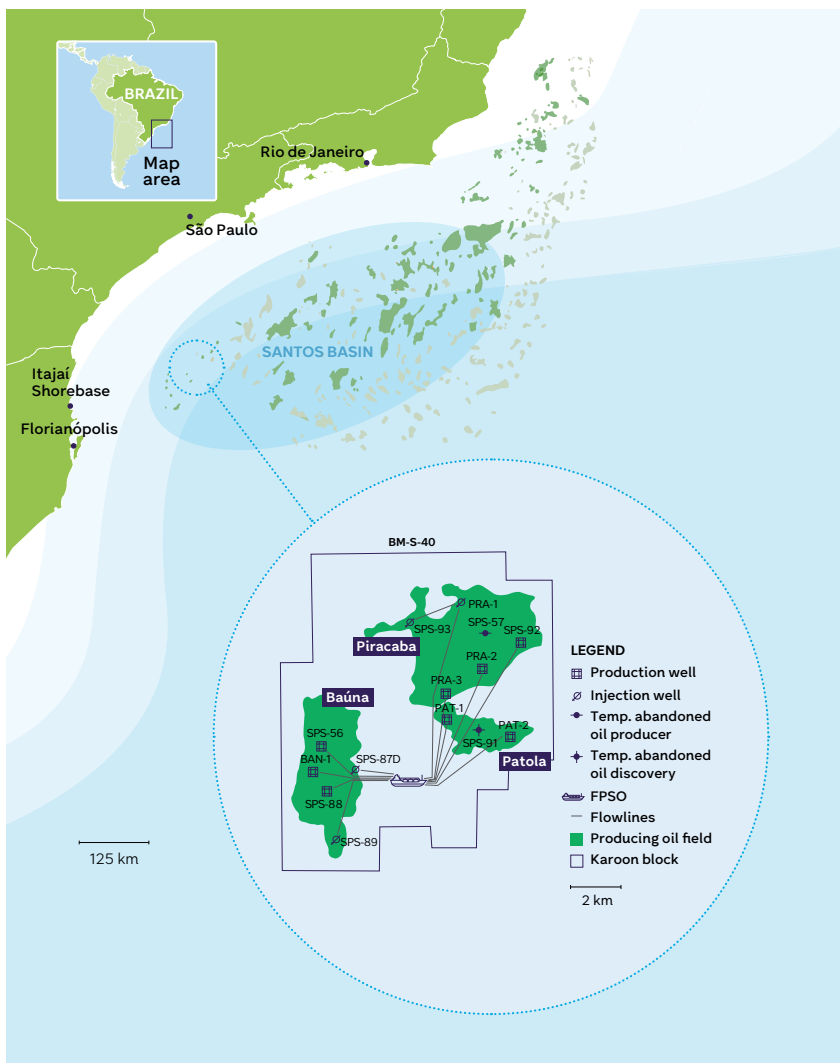 BRAZIL
Map
area
Rio de Janeiro
São Paulo
SANTOS BASIN
Itajaí
Shorebase
Florianópolis
BM-S-40
PRA-1
SPS-57
SPS-93
SPS-92
Piracaba
PRA-2
PRA-3
Baúna
PAT-1
PAT-2
SPS-56
SPS-91
BAN-1
SPS-87D
Patola
SPS-88
SPS-89
125 km
LEGEND
Production well
Injection well
Temp. abandoned
oil producer
Temp. abandoned
oil discovery
FPSO
Flowlines
Producing oil field
Karoon block
2 km